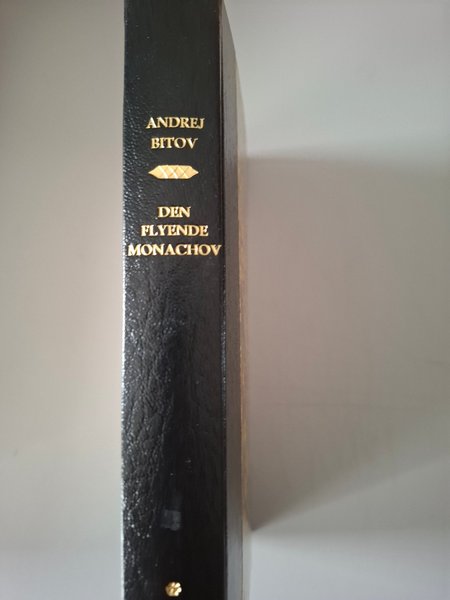 ANDREJ
BITOV
DEN
FLYENDE
MONACHOV